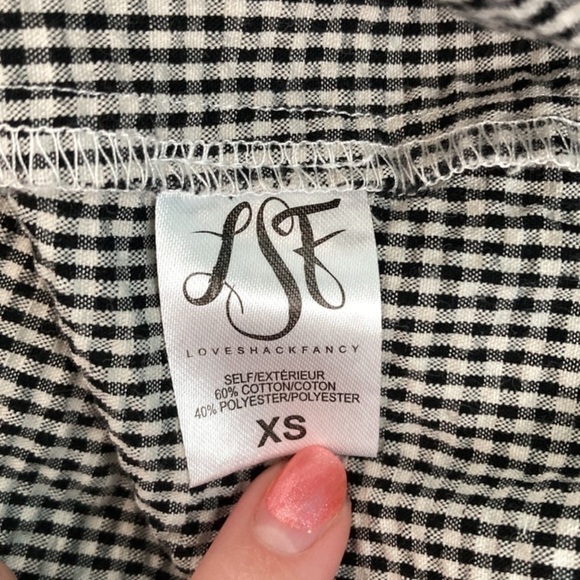 LSF
LOVESHACKFANCY
SELF/EXTÉRIEUR
60% COTTON/COTON
40% POLYESTER/POLYESTER
XS